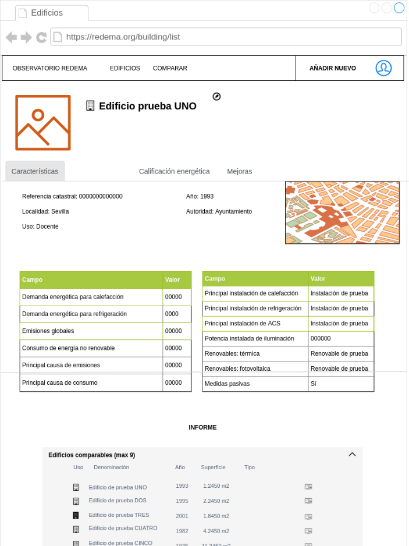 Edificios
https://redema.org/building/list
OBSERVATORIO REDEMA EDIFICIOS COMPARAR AÑADIR NUEVO
Edificio prueba UNO
Características Calificación energética Mejoras
Referencia catastral: 0000000000000 Año: 1993
Localidad: Sevilla Autoridad: Ayuntamiento
Uso: Docente
Campo Valor
Demanda energética para calefacción 00000
Demanda energética para refrigeración 0000
Emisiones globales 00000
Consumo de energía no renovable 00000
Principal causa de emisiones 00000
Principal causa de consumo 00000
Campo Valor
Principal instalación de calefacción Instalación de prueba
Principal instalación de refrigeración Instalación de prueba
Principal instalación de ACS Instalación de prueba
Potencia instalada de iluminación 000000
Renovables: térmica Renovable de prueba
Renovables: fotovoltaica Renovable de prueba
Medidas pasivas Sí
INFORME
Edificios comparables (max 9)
Uso Denominación Año Superficie Tipo
Edificio de prueba UNO 1993 1.2450 m2
Edificio de prueba DOS 1995 2.2450 m2
Edificio de prueba TRES 2001 1.8450 m2
Edificio de prueba CUATRO 1982 4.2450 m2
Edificio de prueba CINCO